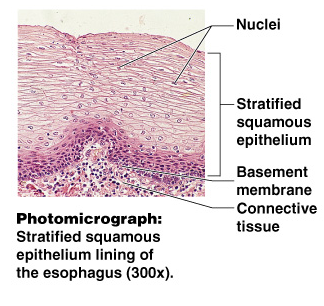 Nuclei
Stratified
squamous
epithelium
Basement
membrane
Connective
tissue
Photomicrograph:
Stratified squamous
epithelium lining of
the esophagus (300x).